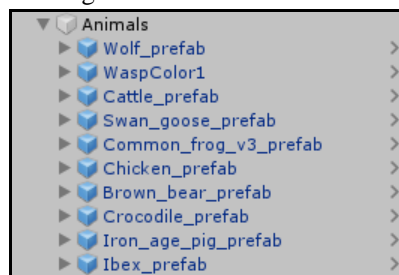 Animals
Wolf_prefab
WaspColor1
Cattle_prefab
Swan_goose_prefab
Common_frog_v3_prefab
Chicken_prefab
Brown_bear_prefab
Crocodile_prefab
Iron_age_pig_prefab
Ibex_prefab